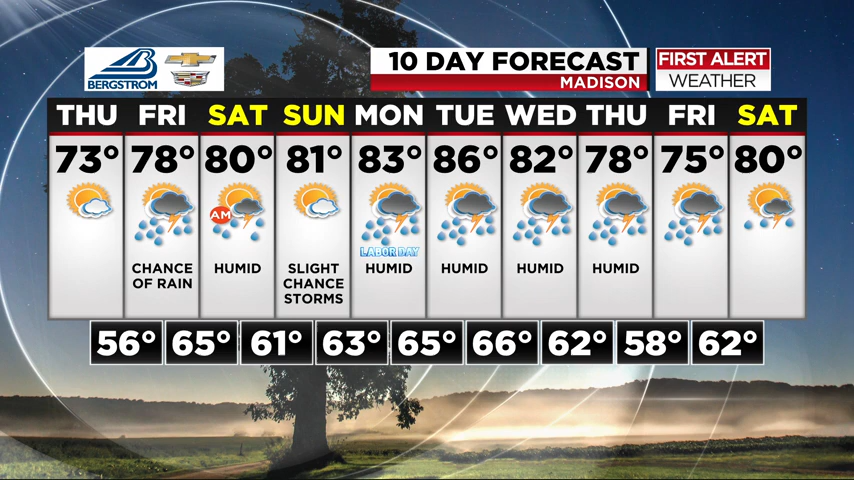 BERGSTROM
10 DAY FORECAST
MADISON
FIRST ALERT
WEATHER
THU FRI SAT SUN MON TUE WED THU FRI SAT
73° 78° 80° 81° 83° 86° 82° 78° 75° 80°
AM
LABOR DAY
CHANCE OF RAIN
HUMID
SLIGHT CHANCE STORMS
HUMID
HUMID
HUMID
HUMID
56° 65° 61° 63° 65° 66° 62° 58° 62°